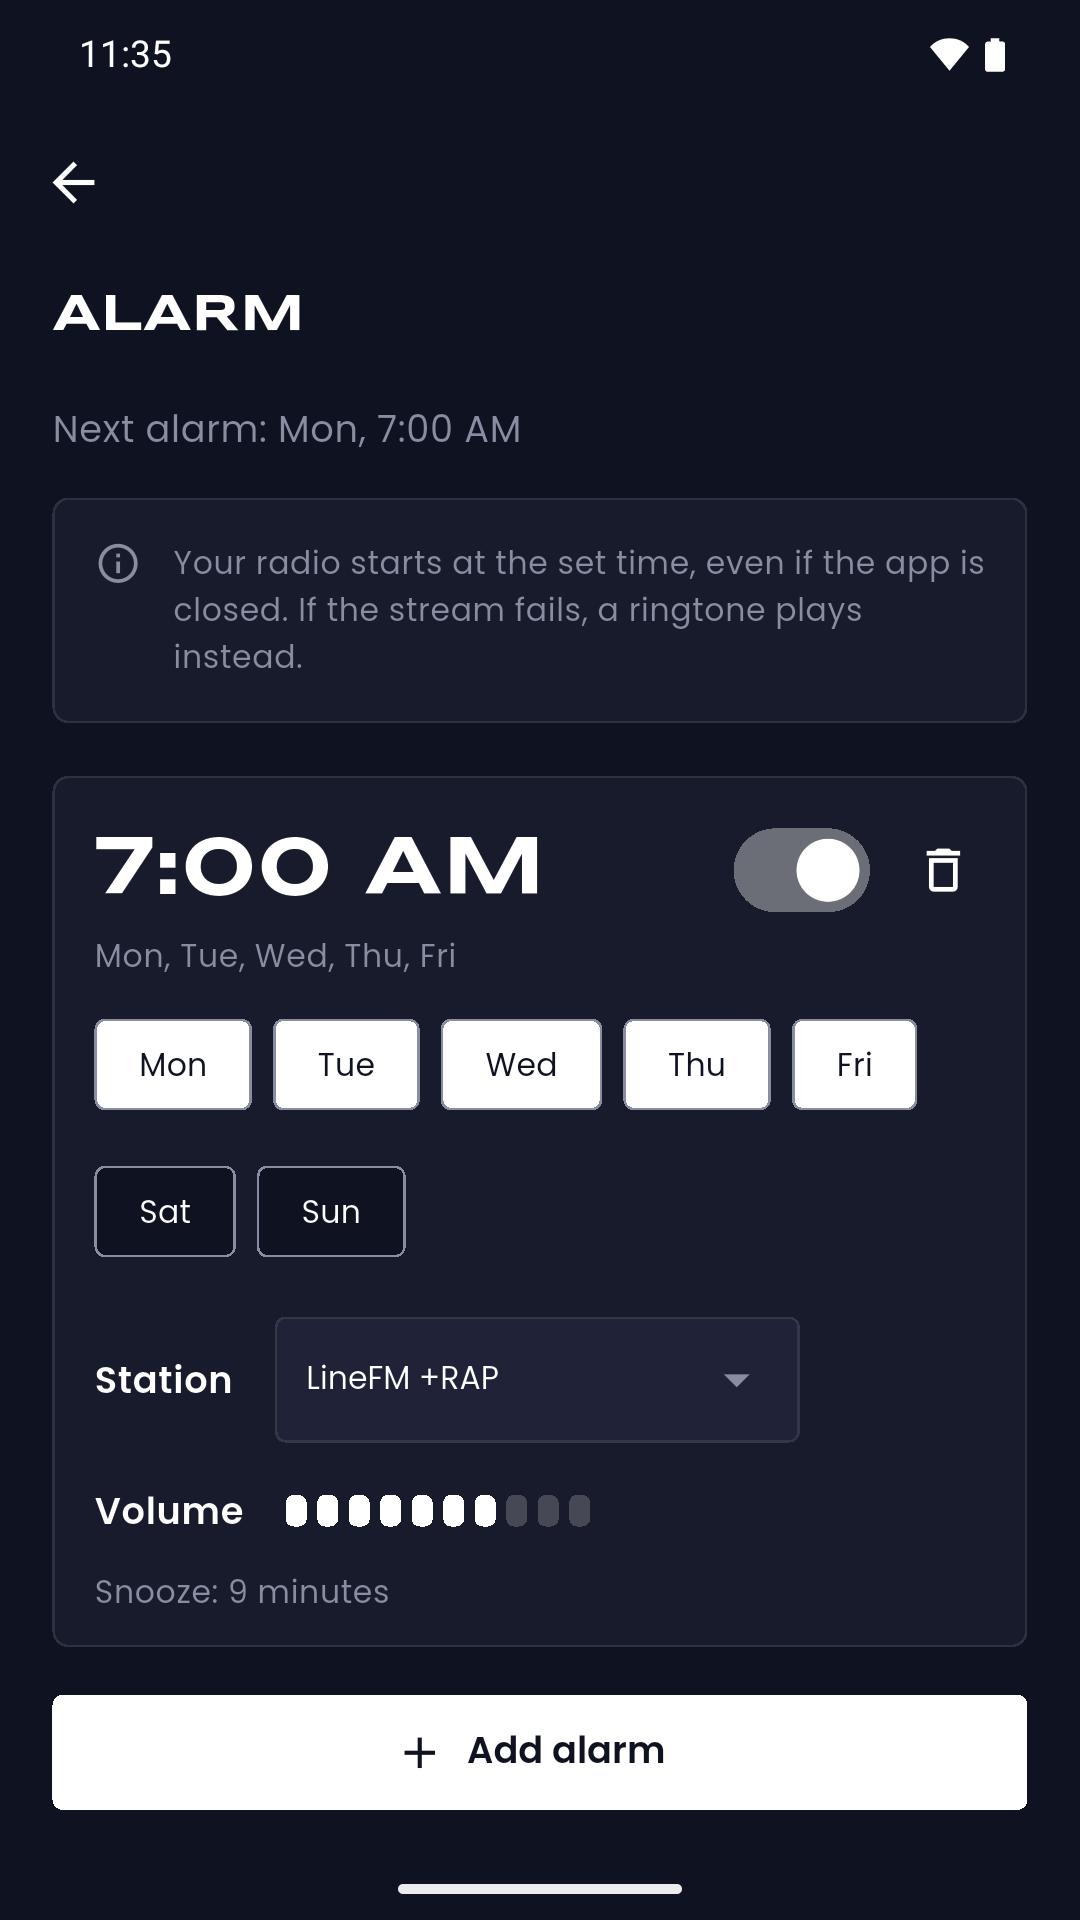 11:35
ALARM
Next alarm: Mon, 7:00 AM
Your radio starts at the set time, even if the app is
closed. If the stream fails, a ringtone plays
instead.
7:00 AM
Mon, Tue, Wed, Thu, Fri
Mon Tue Wed Thu Fri
Sat Sun
Station LineFM +RAP
Volume
Snooze: 9 minutes
Add alarm